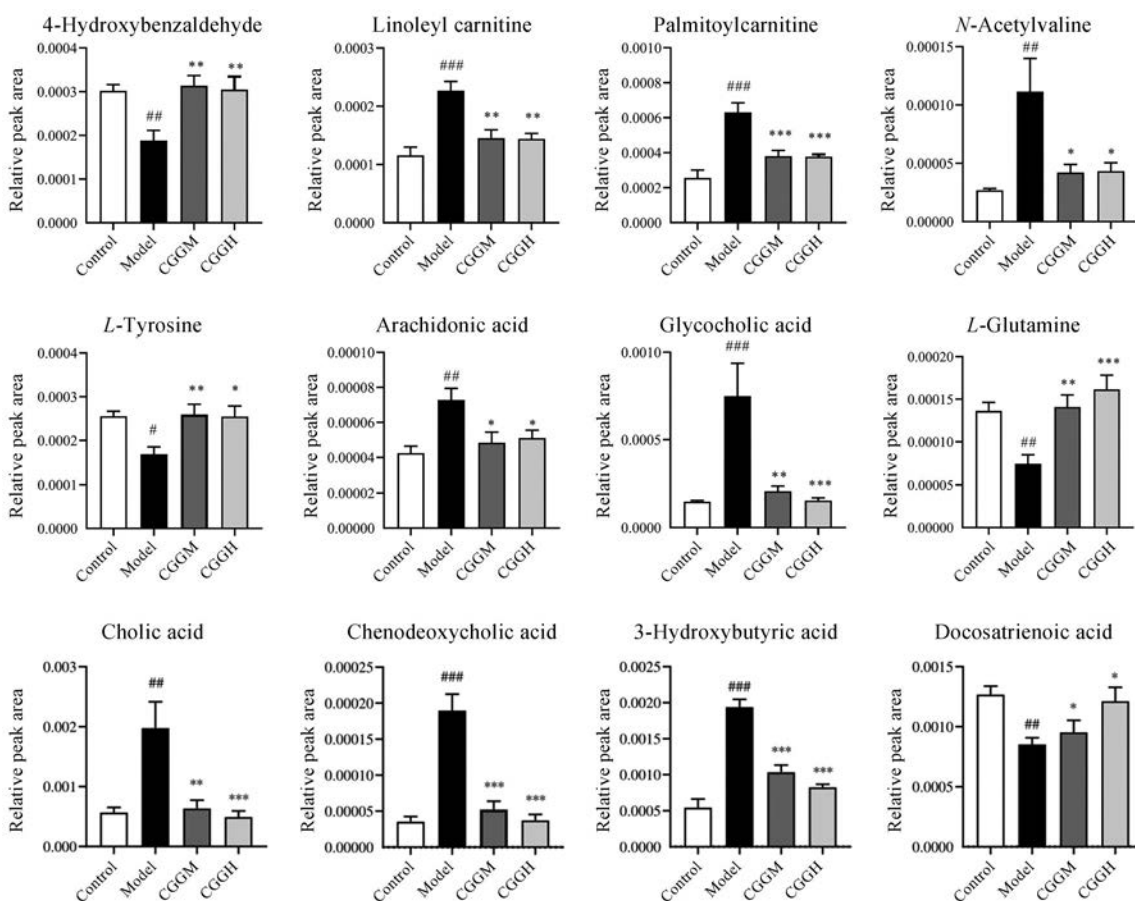 4-Hydroxybenzaldehyde
Relative peak area
0.0004
0.0003
0.0002
0.0001
0.0000
##
**
**
Control
Model
CGGM
CGGH
Linoleyl carnitine
Relative peak area
0.0003
0.0002
0.0001
0.0000
###
**
**
Control
Model
CGGM
CGGH
Palmitoylcarnitine
Relative peak area
0.0010
0.0008
0.0006
0.0004
0.0002
0.0000
###
***
***
Control
Model
CGGM
CGGH
N-Acetylvaline
Relative peak area
0.00015
0.00010
0.00005
0.00000
##
*
*
Control
Model
CGGM
CGGH
L-Tyrosine
Relative peak area
0.0004
0.0003
0.0002
0.0001
0.0000
#
**
*
Control
Model
CGGM
CGGH
Arachidonic acid
Relative peak area
0.00010
0.00008
0.00006
0.00004
0.00002
0.0000
##
*
*
Control
Model
CGGM
CGGH
Glycocholic acid
Relative peak area
0.0010
0.0005
0.0000
###
**
***
Control
Model
CGGM
CGGH
L-Glutamine
Relative peak area
0.00020
0.00015
0.00010
0.00005
0.00000
##
**
***
Control
Model
CGGM
CGGH
Cholic acid
Relative peak area
0.003
0.002
0.001
0.000
##
**
***
Control
Model
CGGM
CGGH
Chenodeoxycholic acid
Relative peak area
0.00025
0.00020
0.00015
0.00010
0.00005
0.00000
###
***
***
Control
Model
CGGM
CGGH
3-Hydroxybutyric acid
Relative peak area
0.0025
0.0020
0.0015
0.0010
0.0005
0.0000
###
***
***
Control
Model
CGGM
CGGH
Docosatrienoic acid
Relative peak area
0.0015
0.0010
0.0005
0.0000
##
*
*
Control
Model
CGGM
CGGH